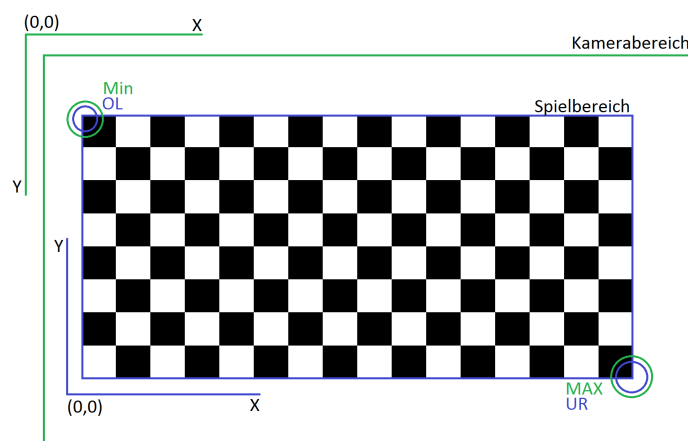 (0,0)
X
Kamerabereich
Min
OL
Spielbereich
Y
Y
(0,0)
X
MAX
UR